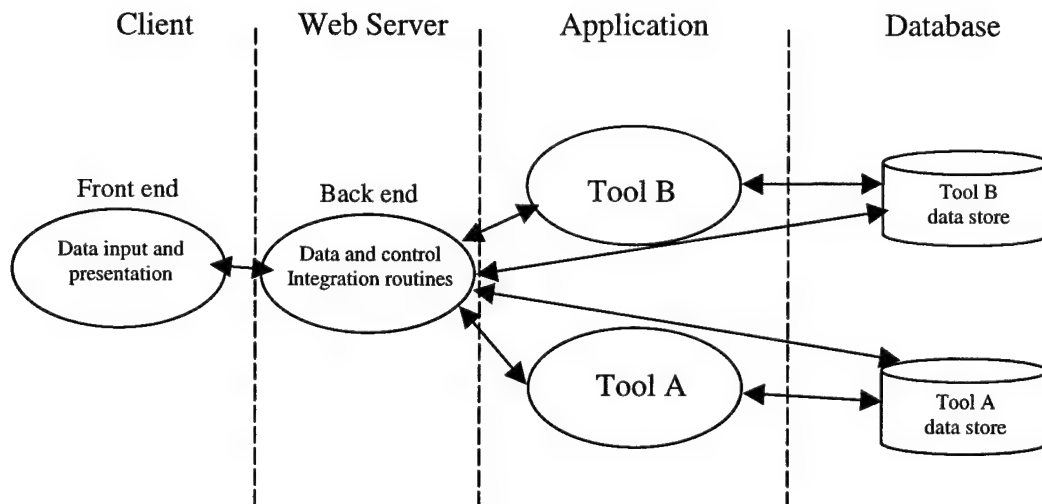 Client
Web Server
Application
Database
Front end
Data input and
presentation
Back end
Data and control
Integration routines
Tool B
Tool B
data store
Tool A
Tool A
data store